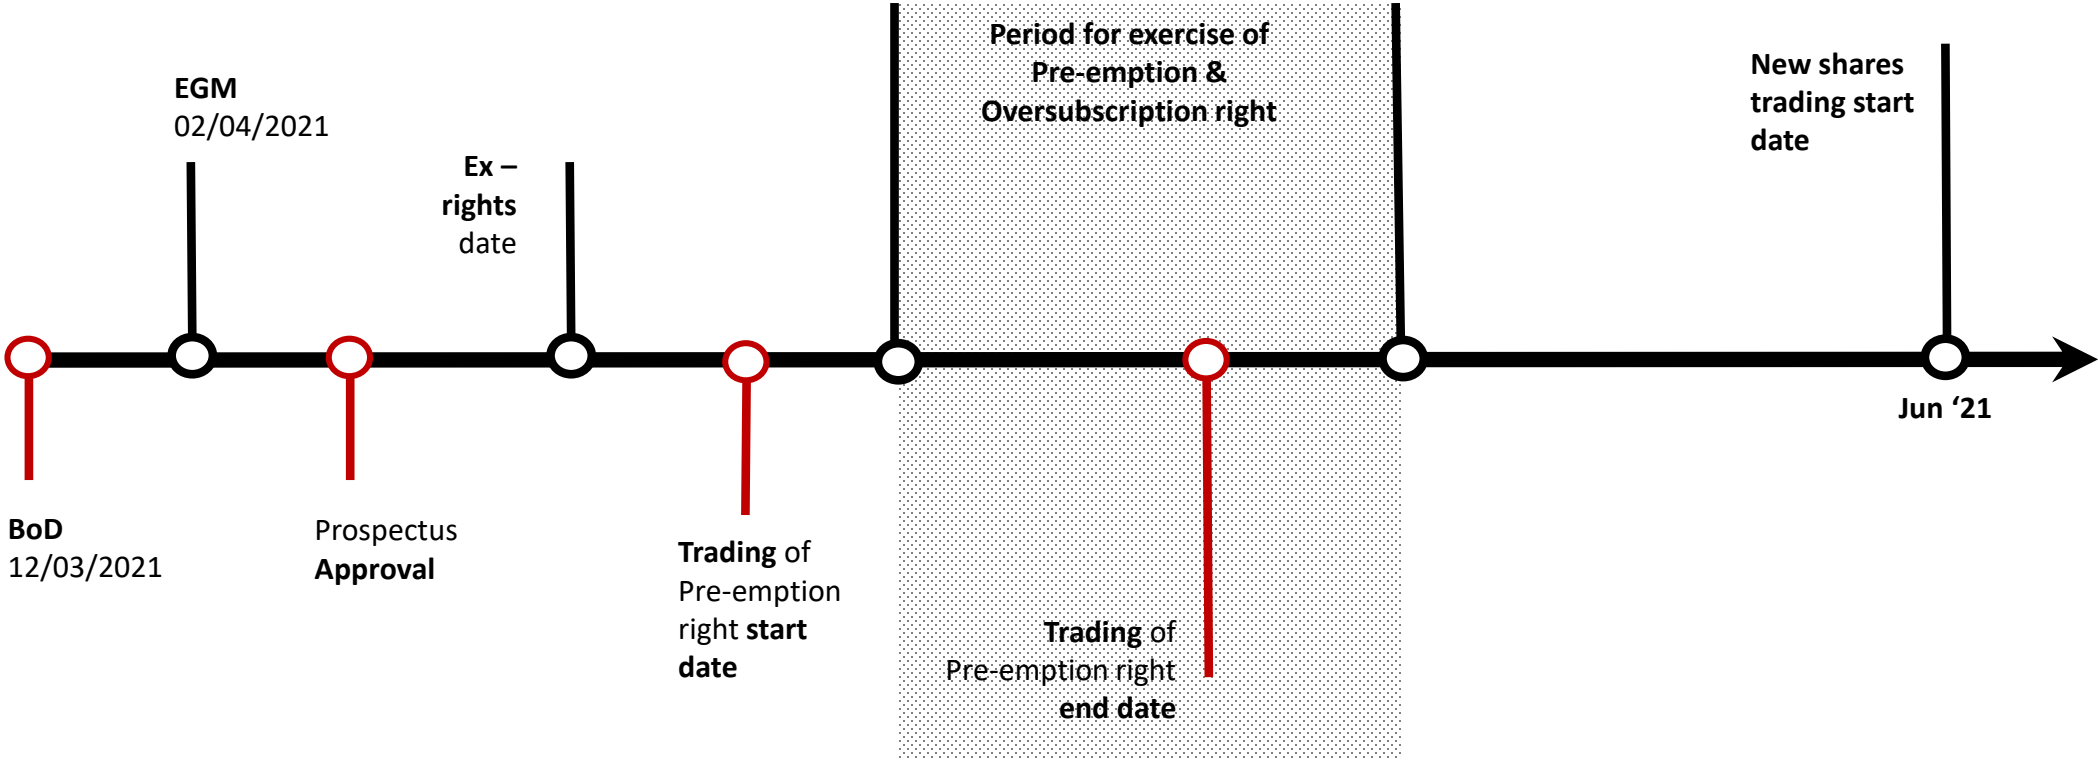 EGM
02/04/2021
Ex –
rights
date
Period for exercise of
Pre-emption &
Oversubscription right
New shares
trading start
date
Jun ‘21
BoD
12/03/2021
Prospectus
Approval
Trading of
Pre-emption
right start
date
Trading of
Pre-emption right
end date